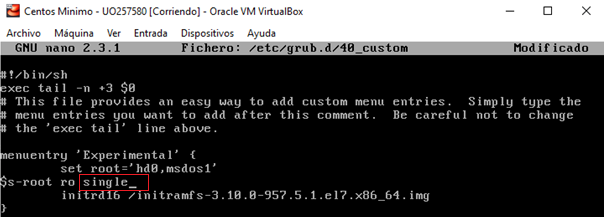 Centos Minimo - UO257580 [Corriendo] - Oracle VM VirtualBox
Archivo Máquina Ver Entrada Dispositivos Ayuda
GNU nano 2.3.1 Fichero: /etc/grub.d/40_custom Modificado
#!/bin/sh
exec tail -n +3 $0
# This file provides an easy way to add custom menu entries.  Simply type the
# menu entries you want to add after this comment.  Be careful not to change
# the 'exec tail' line above.
menuentry 'Experimental' {
set root='hd0,msdos1'
$s-root ro single_
initrd16 /initramfs-3.10.0-957.5.1.el7.x86_64.img
}